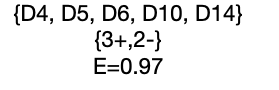 {D4, D5, D6, D10, D14}
{3+,2-}
E=0.97